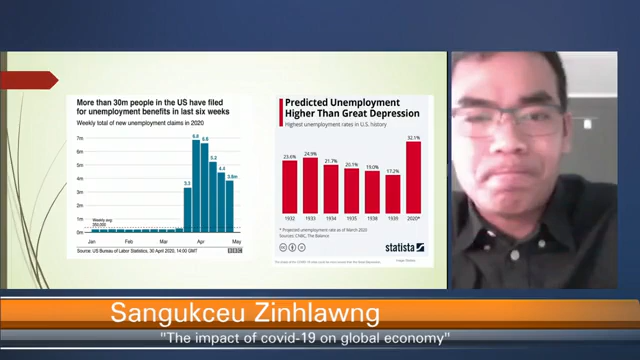 More than 30m people in the US have filed
for unemployment benefits in last six weeks
Weekly total of new unemployment claims in 2020
7m
6m
5m
4m
3m
2m
1m
0m
Weekly avg:
350,000
3.3
6.9
6.6
5.2
4.4
3.8m
Jan Feb Mar Apr May
Source: US Bureau of Labor Statistics, 30 April 2020, 14:00 GMT
BBC
Predicted Unemployment
Higher Than Great Depression
Highest unemployment rates in U.S. history
23.6% 24.9% 21.7% 20.1% 19.0% 17.2% 32.1%
1932 1933 1934 1935 1938 2020*
* Projected unemployment rate as of March 2020
Sources: CNBC, The Balance
statista
Sangukceu Zinhlawng
"The impact of covid-19 on global economy"